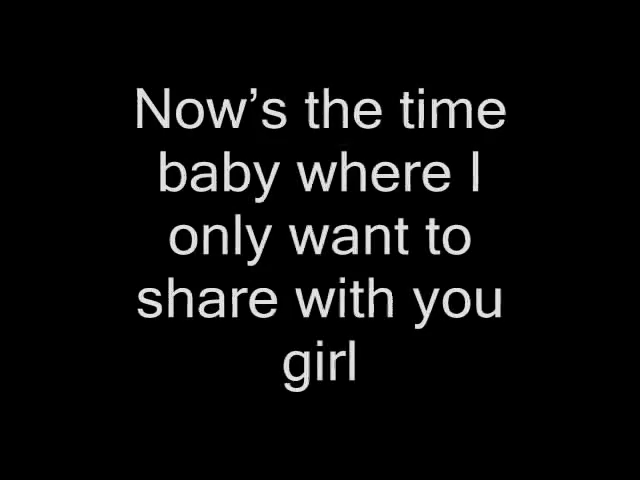 Now’s the time
baby where I
only want to
share with you
girl